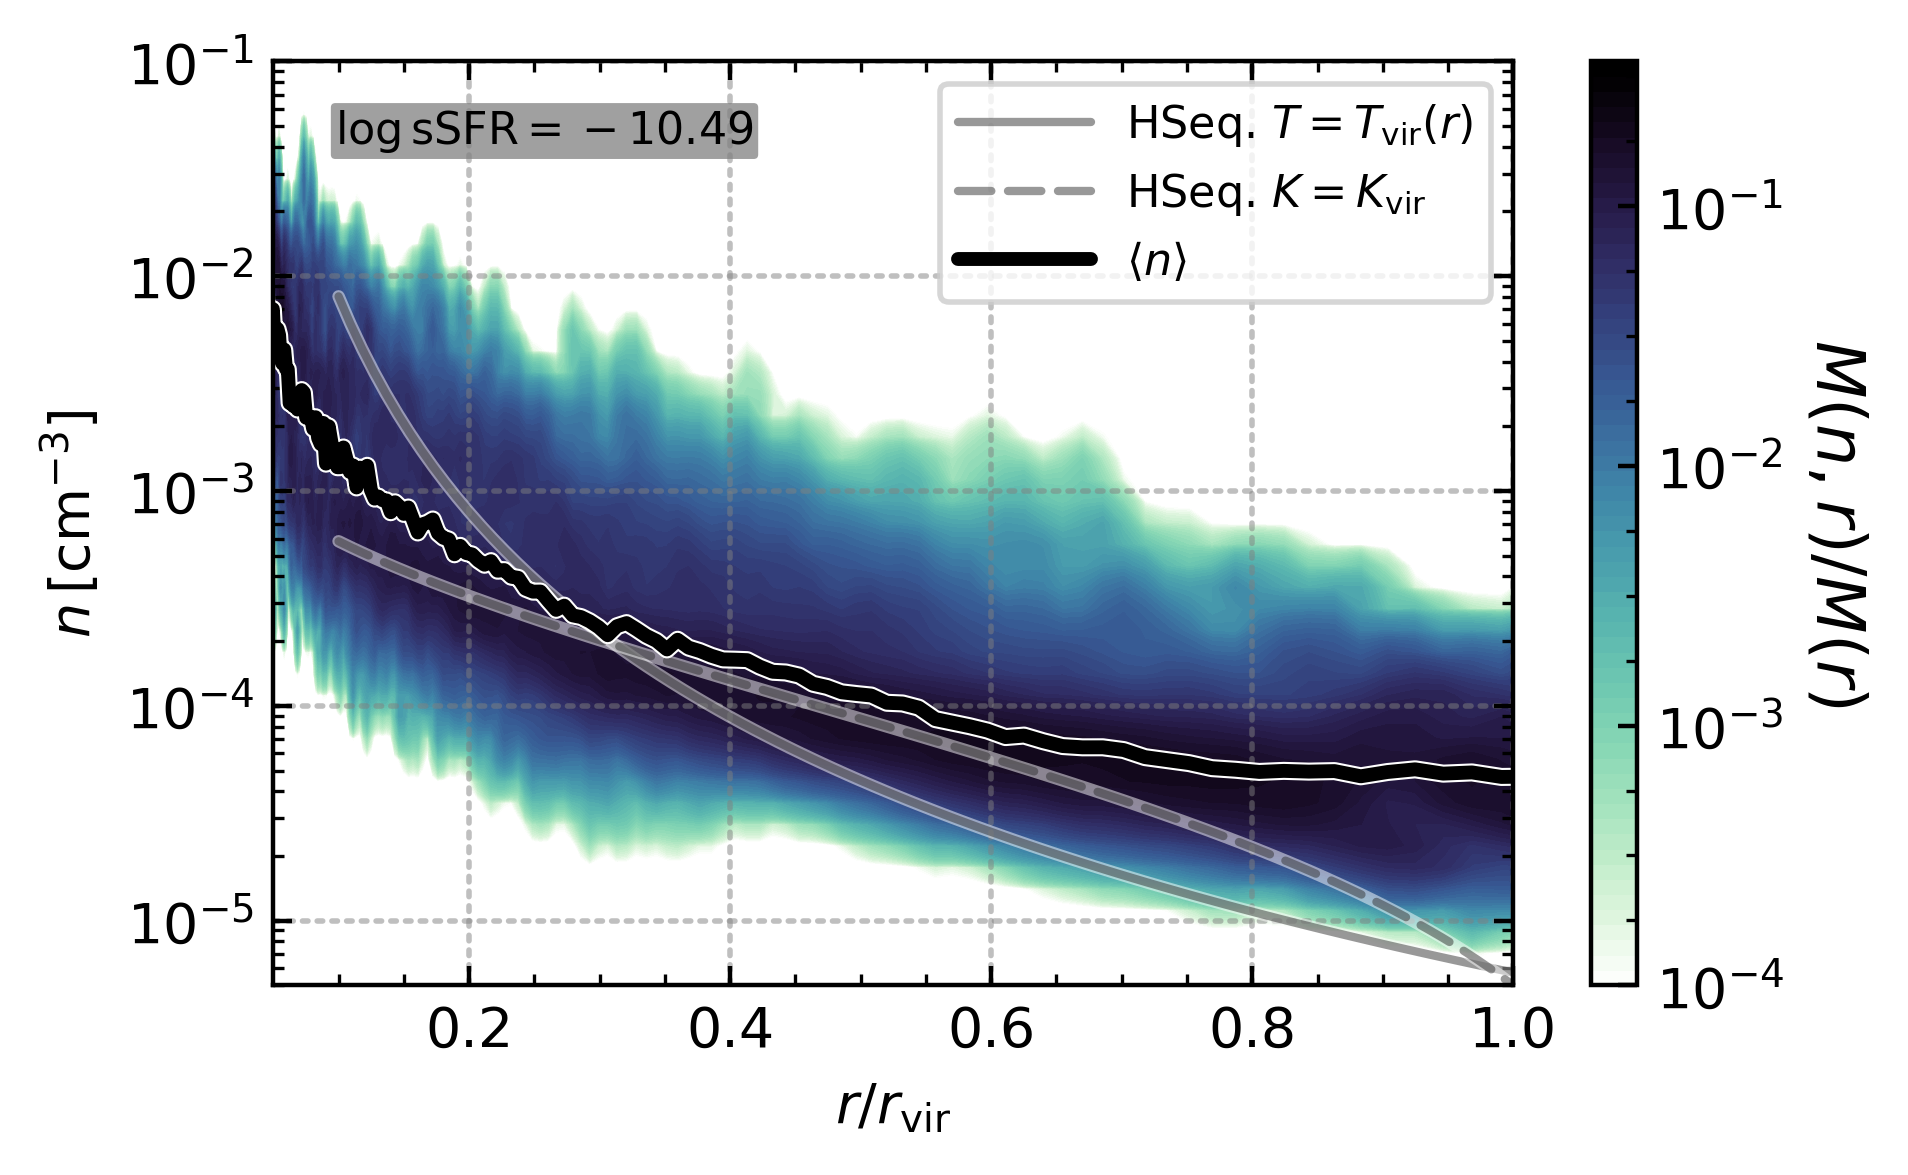 log sSFR = −10.49
HSeq. T = T_vir(r)
HSeq. K = K_vir
⟨n⟩
10⁻¹
10⁻²
10⁻³
10⁻⁴
10⁻⁵
n [cm⁻³]
0.2 0.4 0.6 0.8 1.0
r/r_vir
10⁻¹
10⁻²
10⁻³
10⁻⁴
M(n, r)/M(r)